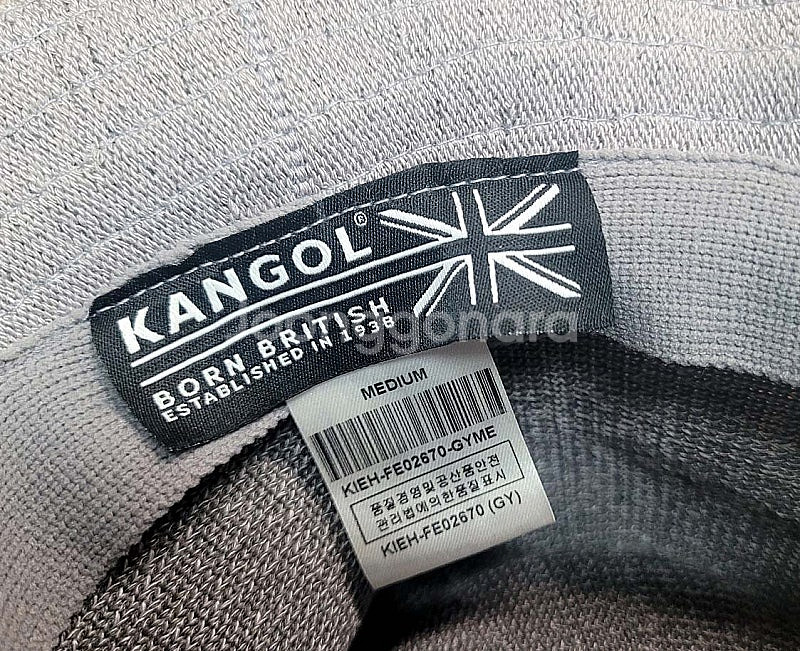 KANGOL®
BORN BRITISH
ESTABLISHED IN 1938
Joonggonara
MEDIUM
KIEH-FE02670-GYME
품질경영및공산품안전
관리법에의한품질표시
KIEH-FE02670 (GY)